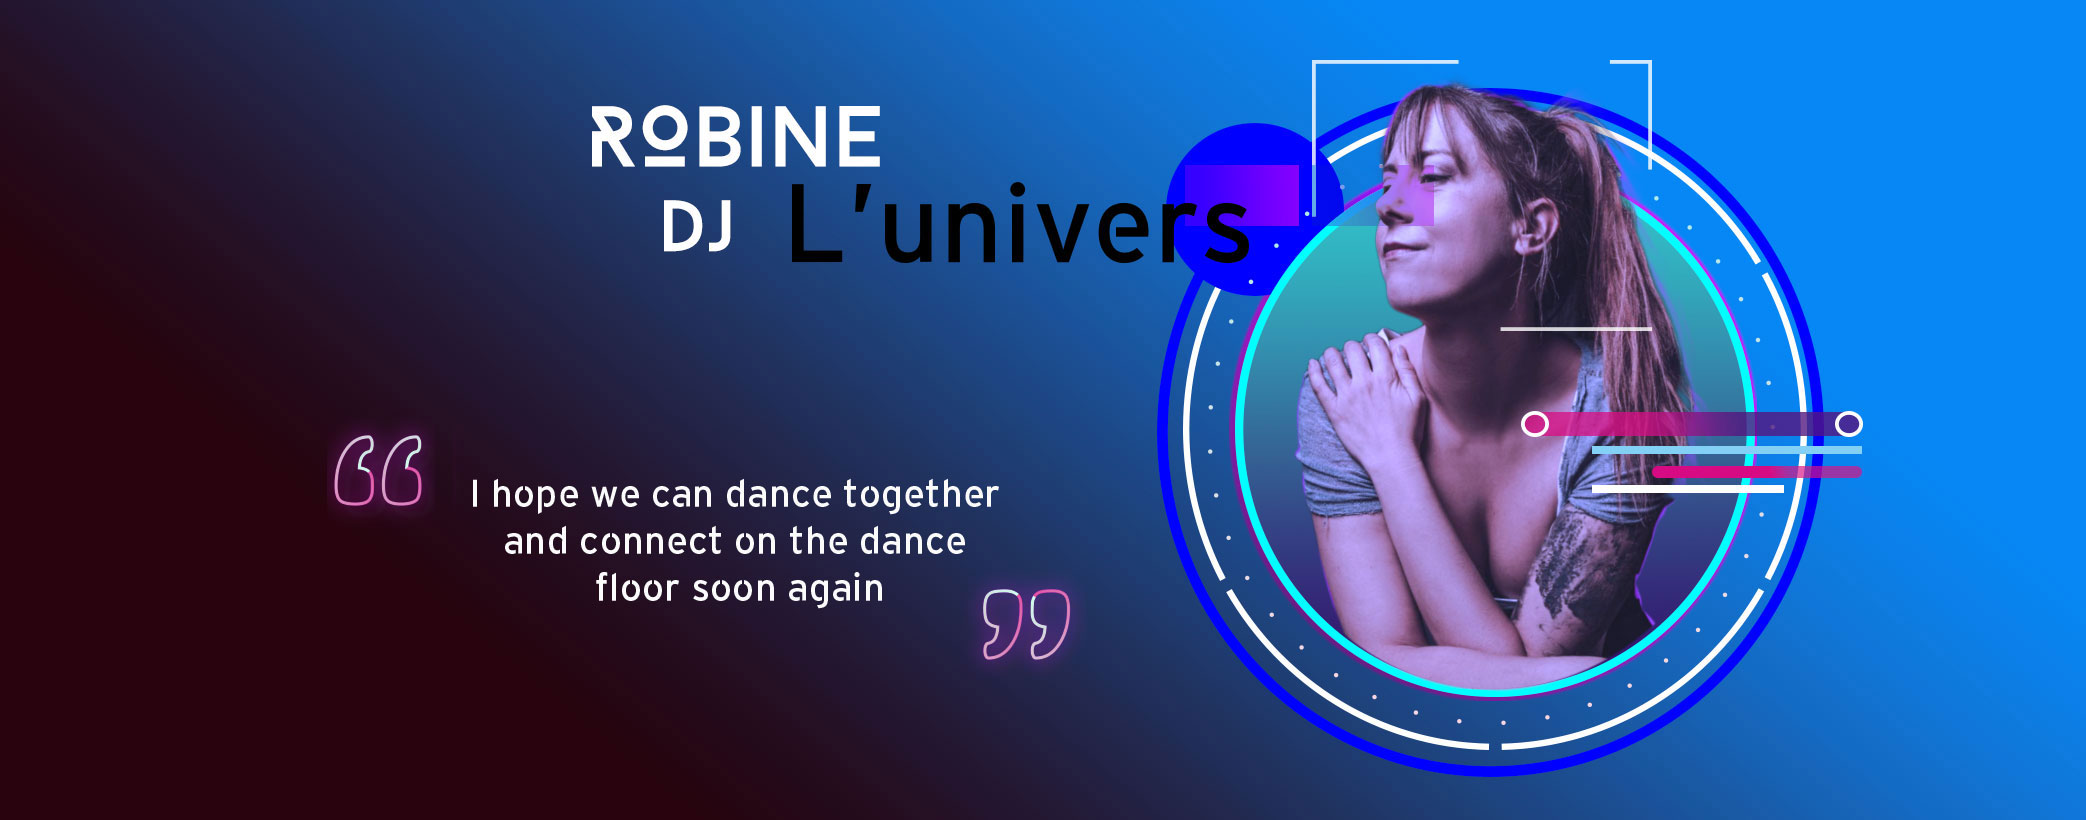 ROBINE
DJ L'univers
“
I hope we can dance together
and connect on the dance
floor soon again
”